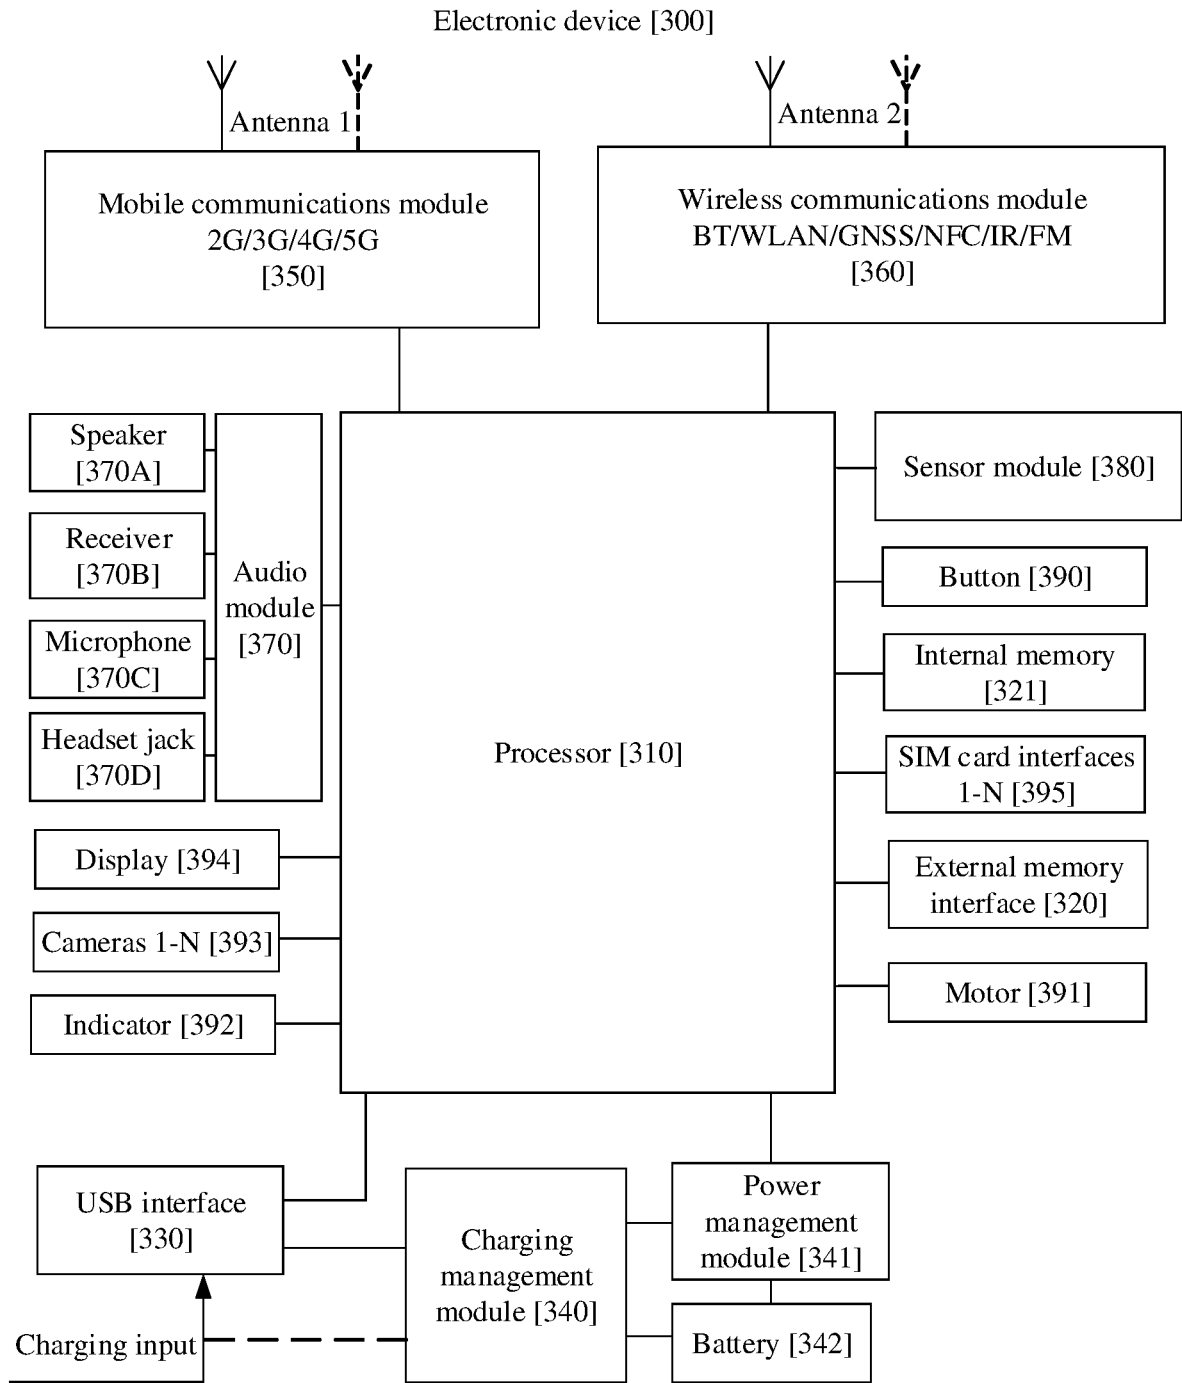 Electronic device [300]
Antenna 1
Antenna 2
Mobile communications module
2G/3G/4G/5G
[350]
Wireless communications module
BT/WLAN/GNSS/NFC/IR/FM
[360]
Speaker
[370A]
Receiver
[370B]
Microphone
[370C]
Headset jack
[370D]
Audio
module
[370]
Display [394]
Cameras 1-N [393]
Indicator [392]
Processor [310]
Sensor module [380]
Button [390]
Internal memory
[321]
SIM card interfaces
1-N [395]
External memory
interface [320]
Motor [391]
USB interface
[330]
Charging input
Charging
management
module [340]
Power
management
module [341]
Battery [342]